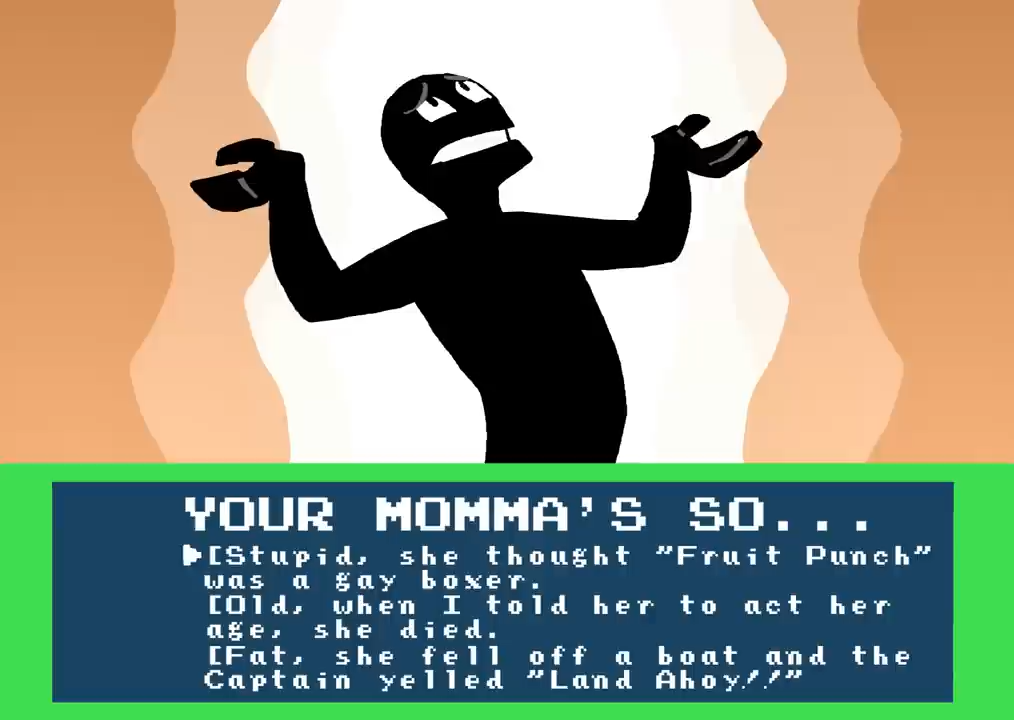 YOUR MOMMA'S SO...
[Stupid, she thought "Fruit Punch"
was a gay boxer.
[Old, when I told her to act her
age, she died.
[Fat, she fell off a boat and the
Captain yelled "Land Ahoy!!"